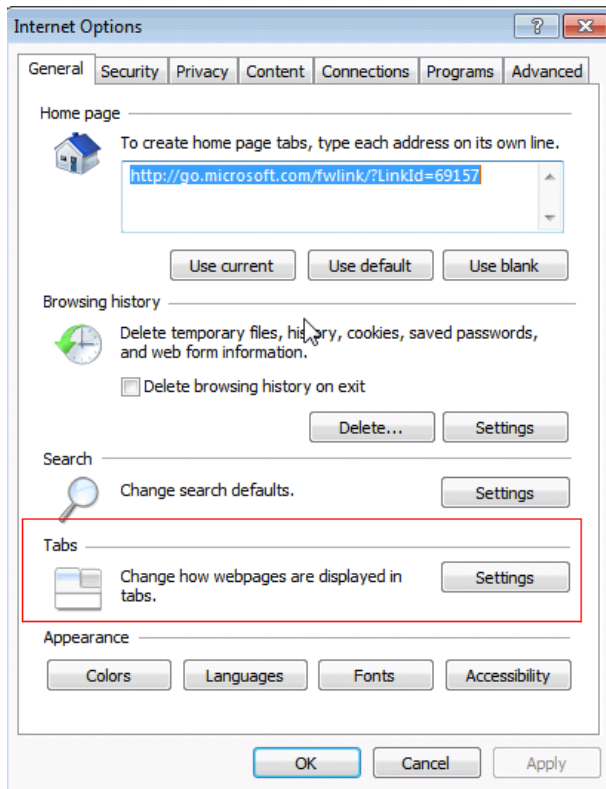 Internet Options
General Security Privacy Content Connections Programs Advanced
Home page
To create home page tabs, type each address on its own line.
http://go.microsoft.com/fwlink/?LinkId=69157
Use current Use default Use blank
Browsing history
Delete temporary files, history, cookies, saved passwords,
and web form information.
Delete browsing history on exit
Delete... Settings
Search
Change search defaults.
Settings
Tabs
Change how webpages are displayed in
tabs.
Settings
Appearance
Colors Languages Fonts Accessibility
OK Cancel Apply